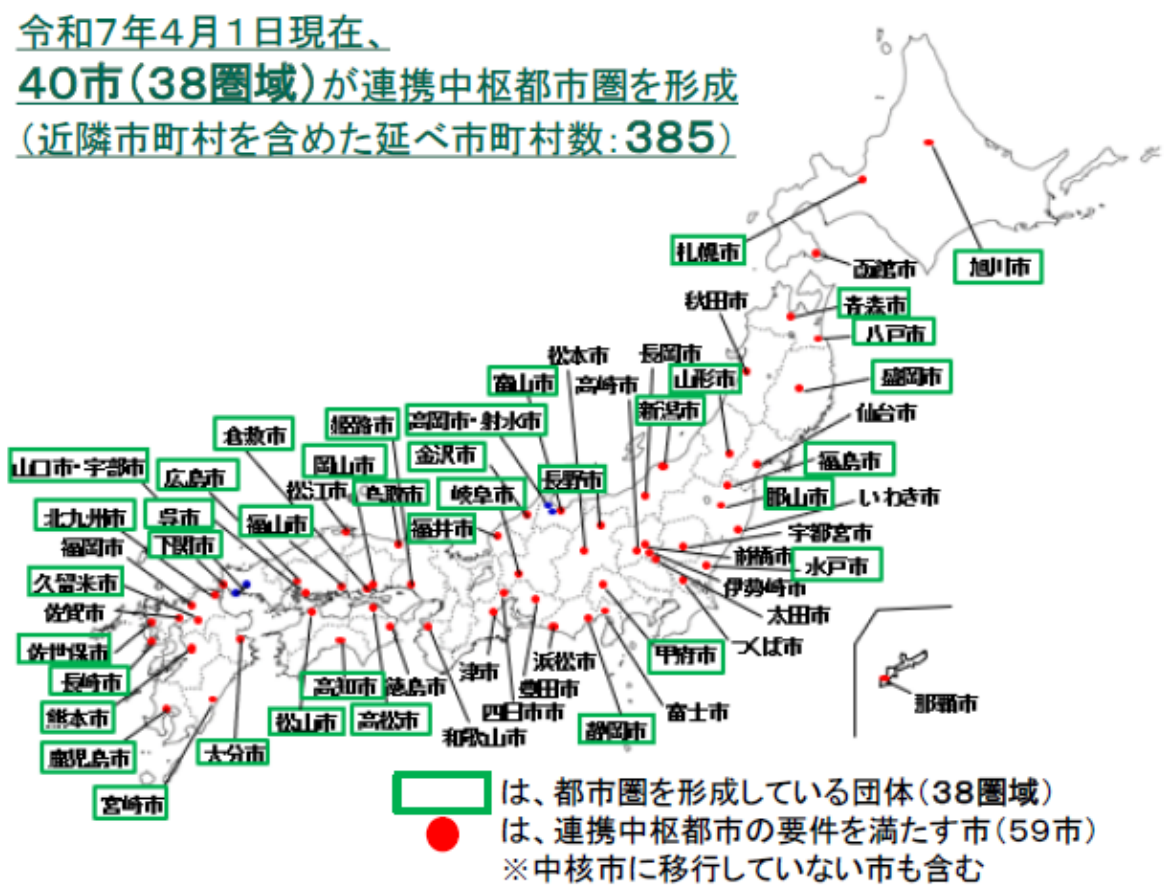 令和7年4月1日現在、
40市(38圏域)が連携中枢都市圏を形成
(近隣市町村を含めた延べ市町村数:385)
札幌市
函館市
旭川市
秋田市
青森市
八戸市
松本市
長岡市
富山市
高崎市
山形市
盛岡市
仙台市
姫路市
高岡市・射水市
新潟市
倉敷市
岡山市
金沢市
長野市
福島市
山口市・宇部市
広島市
松江市
鳥取市
岐阜市
郡山市
いわき市
北九州市
呉市
福山市
福井市
宇都宮市
福岡市
下関市
前橋市
水戸市
久留米市
伊勢崎市
佐賀市
太田市
佐世保市
つくば市
長崎市
高知市
徳島市
津市
浜松市
甲府市
豊田市
熊本市
松山市
高松市
四日市市
富士市
那覇市
鹿児島市
大分市
和歌山市
静岡市
宮崎市
は、都市圏を形成している団体(38圏域)
は、連携中枢都市の要件を満たす市(59市)
※中核市に移行していない市も含む